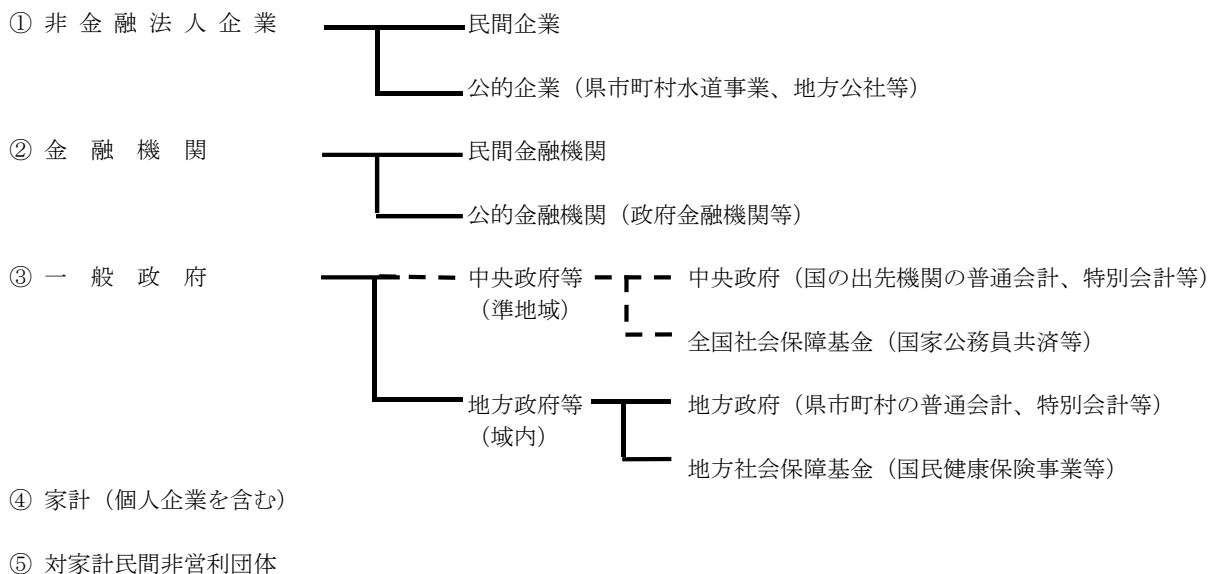 ① 非金融法人企業 民間企業
公的企業（県市町村水道事業、地方公社等）
② 金融機関 民間金融機関
公的金融機関（政府金融機関等）
③ 一般政府 中央政府等 中央政府（国の出先機関の普通会計、特別会計等）
（準地域）
全国社会保障基金（国家公務員共済等）
地方政府等 地方政府（県市町村の普通会計、特別会計等）
（域内）
地方社会保障基金（国民健康保険事業等）
④ 家計（個人企業を含む）
⑤ 対家計民間非営利団体